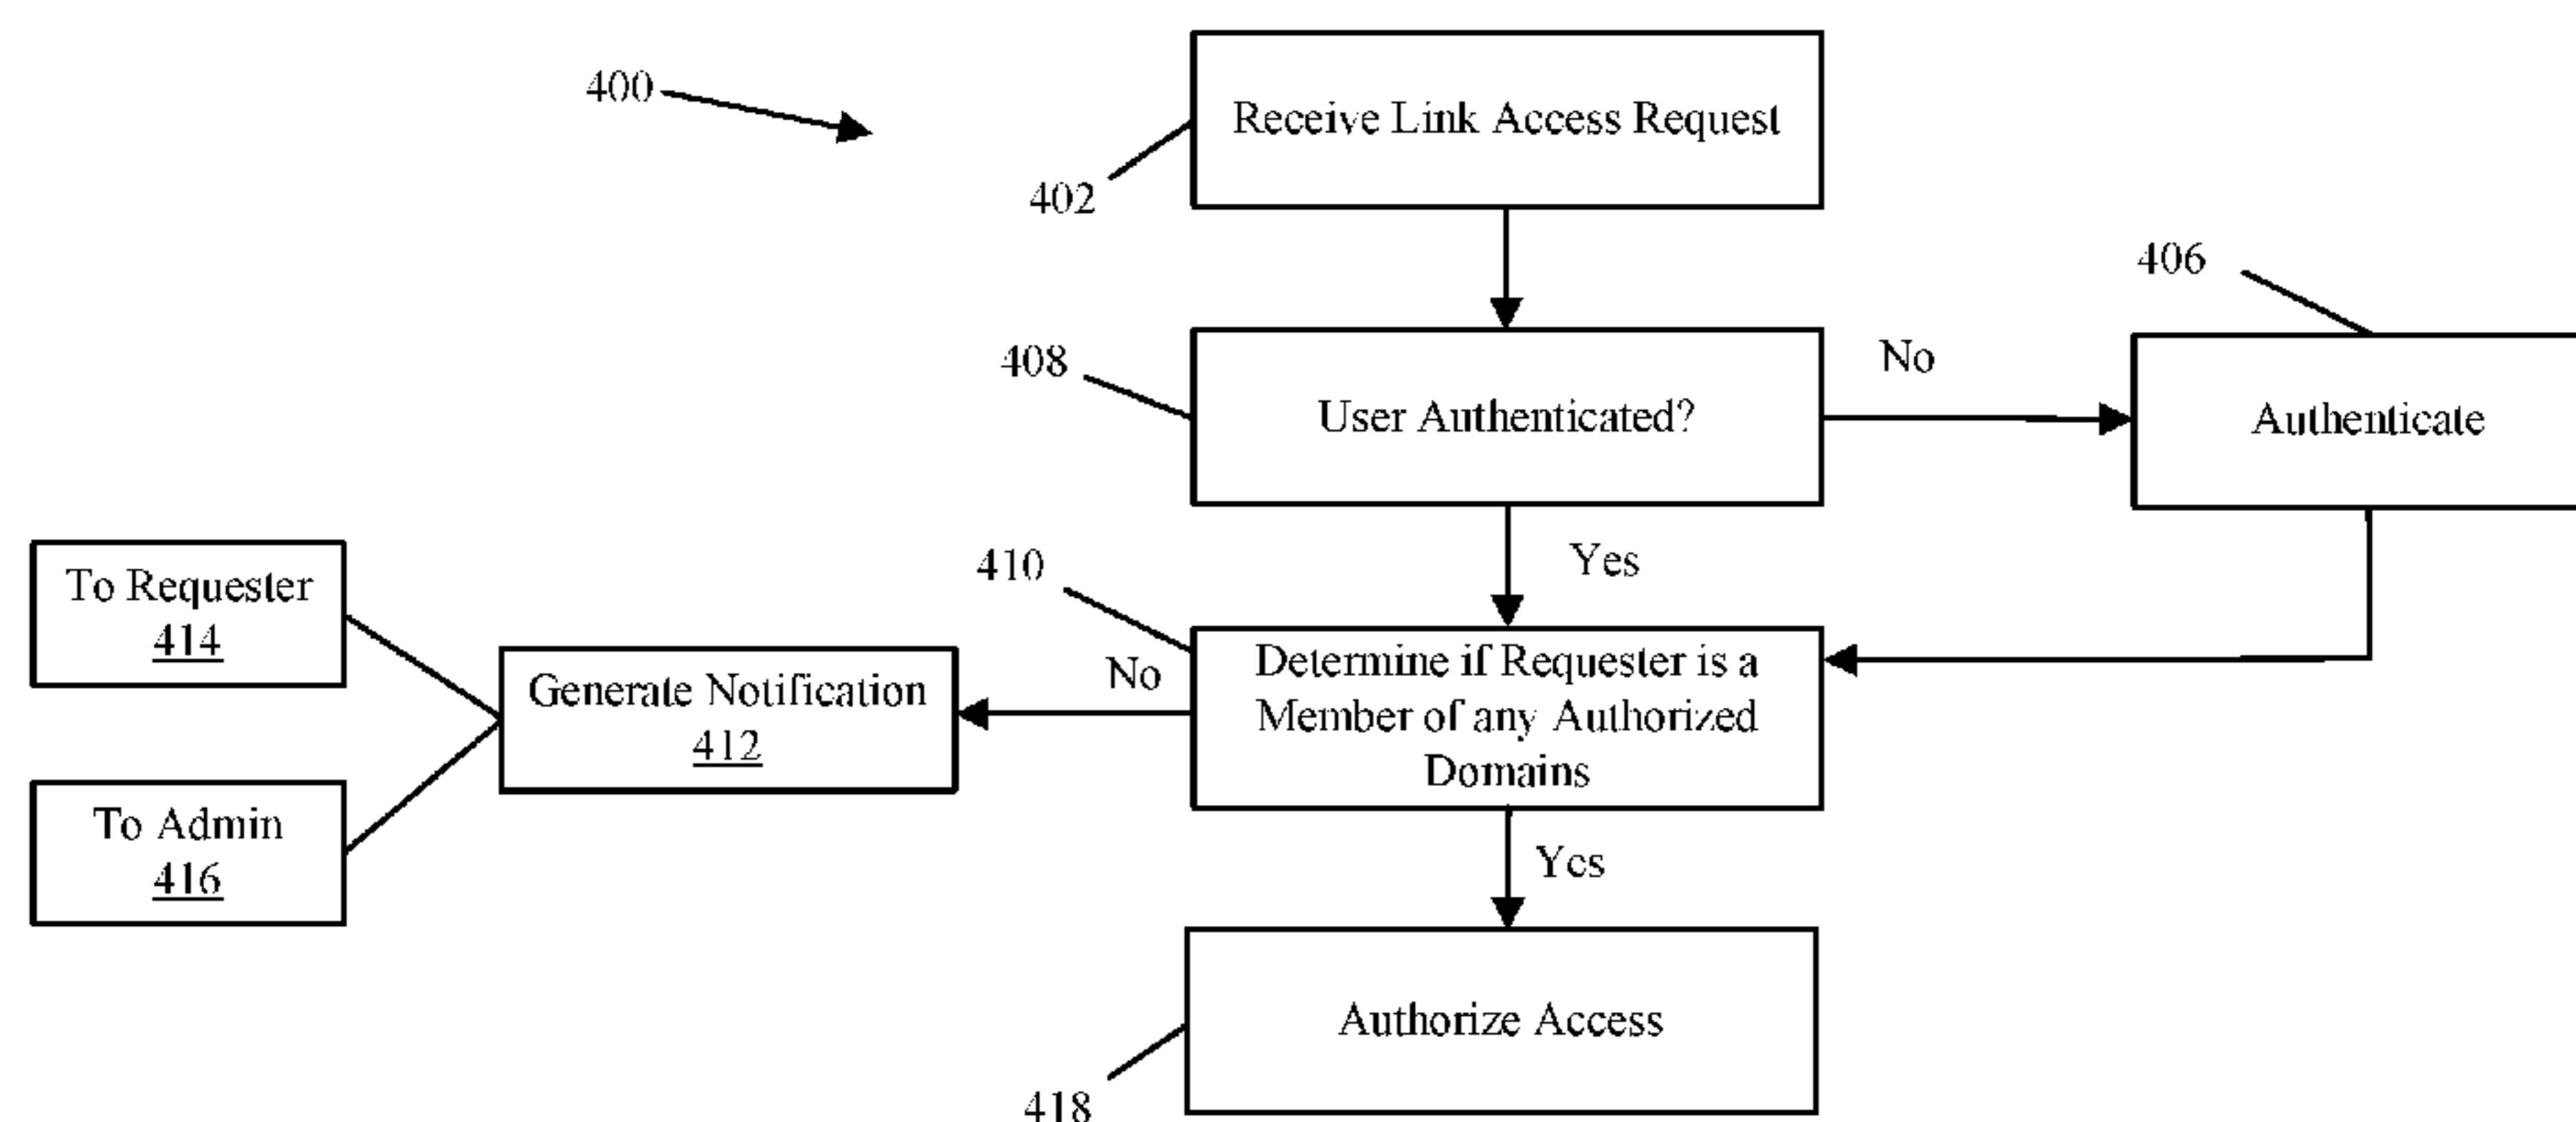 400
Receive Link Access Request
402
406
408
User Authenticated?
No
Authenticate
Yes
410
To Requester
414
Generate Notification
412
No
Determine if Requester is a
Member of any Authorized
Domains
To Admin
416
Yes
Authorize Access
418